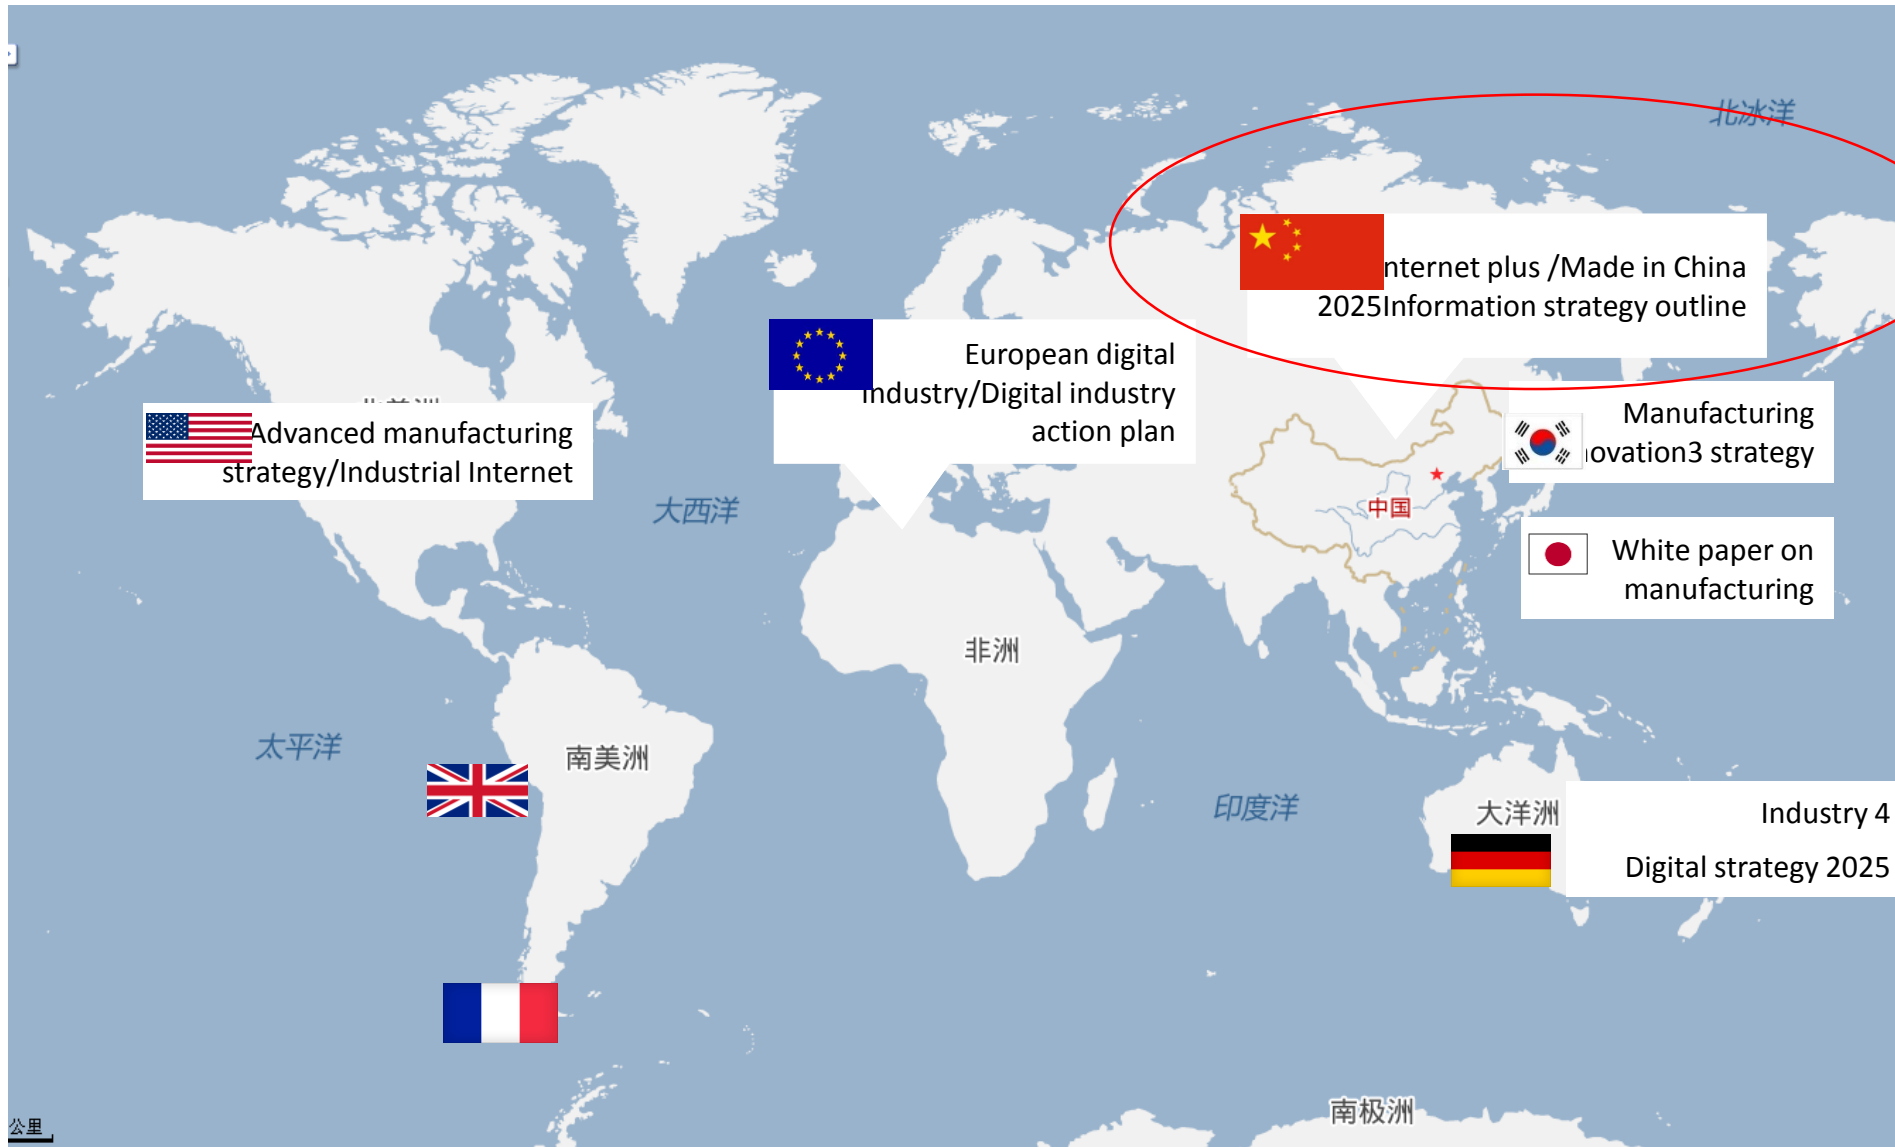 北冰洋
nternet plus /Made in China
2025Information strategy outline
European digital
industry/Digital industry
action plan
Advanced manufacturing
strategy/Industrial Internet
Manufacturing
ovation3 strategy
大西洋
中国
White paper on
manufacturing
非洲
太平洋
南美洲
印度洋
大洋洲
Industry 4
Digital strategy 2025
南极洲
公里